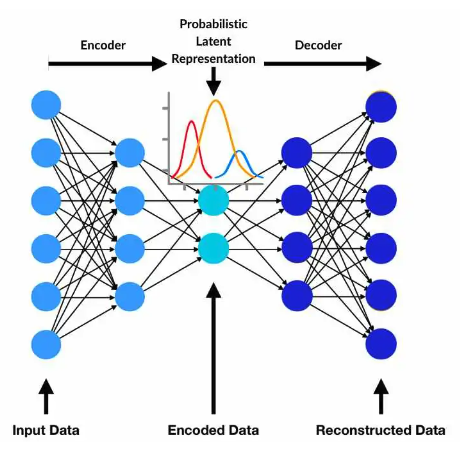 Probabilistic
Latent
Representation
Encoder
Decoder
Input Data
Encoded Data
Reconstructed Data